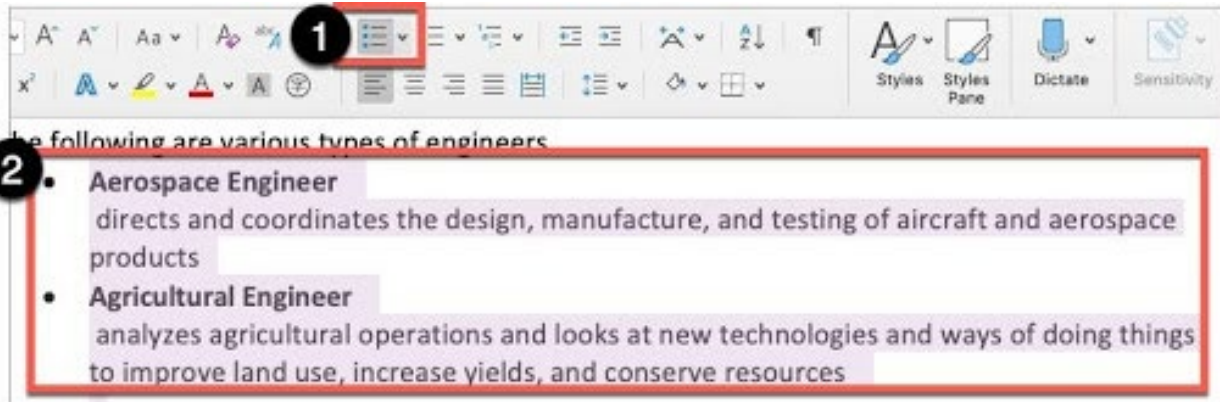 1
Aa
A
x²
A
A
A
¶
Styles
Styles Pane
Dictate
Sensitivity
he following are various types of engineers
2
• Aerospace Engineer
directs and coordinates the design, manufacture, and testing of aircraft and aerospace
products
• Agricultural Engineer
analyzes agricultural operations and looks at new technologies and ways of doing things
to improve land use, increase yields, and conserve resources